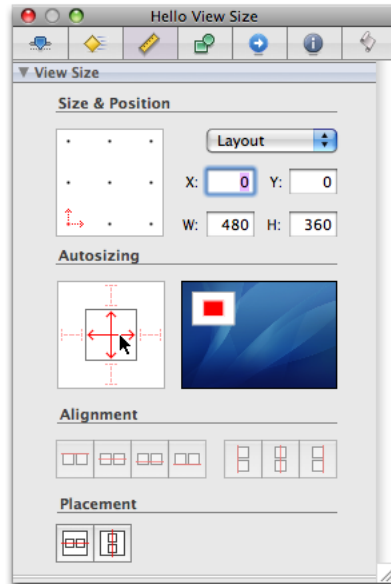 Hello View Size
View Size
Size & Position
Layout
X: 0 Y: 0
W: 480 H: 360
Autosizing
Alignment
Placement